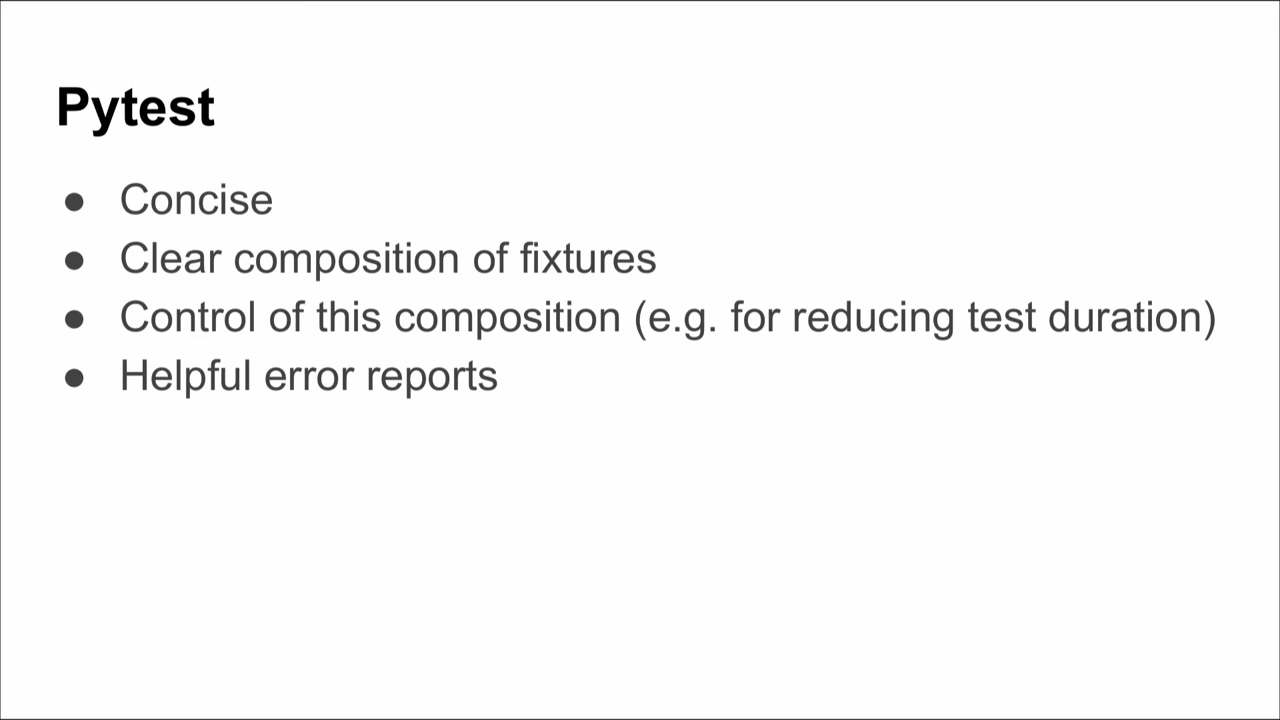 Pytest
● Concise
● Clear composition of fixtures
● Control of this composition (e.g. for reducing test duration)
● Helpful error reports